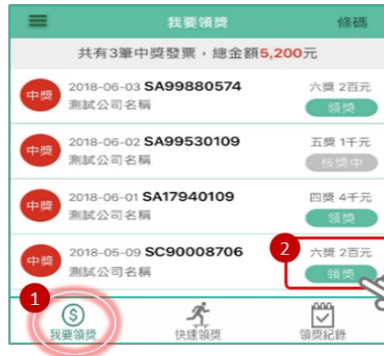 我要領獎 條碼
共有3筆中獎發票，總金額5,200元
中獎 2018-06-03 SA99880574 六獎 2百元
測試公司名稱 領獎
中獎 2018-06-02 SA99530109 五獎 1千元
測試公司名稱 核獎中
中獎 2018-06-01 SA17940109 四獎 4千元
測試公司名稱 領獎
中獎 2018-05-09 SC90008706 2 六獎 2百元
測試公司名稱 領獎
1
我要領獎 快速領獎 領獎紀錄